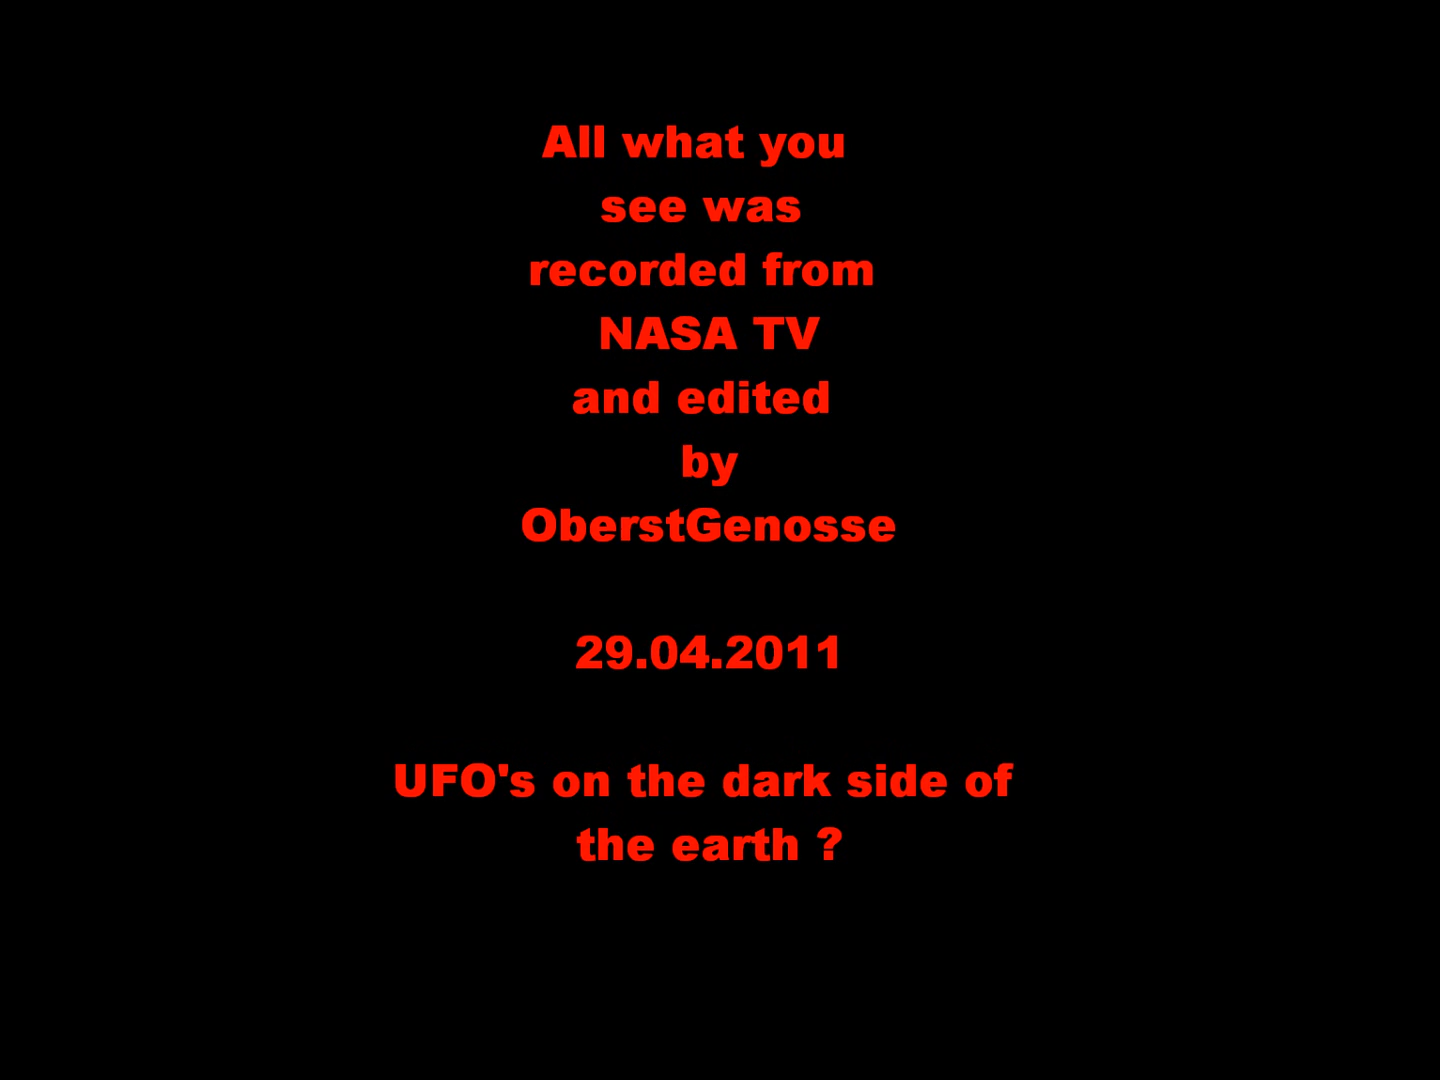 All what you
see was
recorded from
NASA TV
and edited
by
OberstGenosse
29.04.2011
UFO's on the dark side of
the earth ?